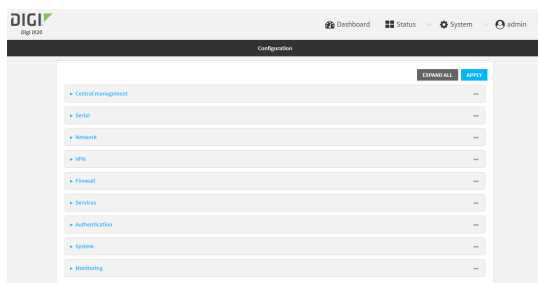 DIGI
Digi IX20
Dashboard Status System admin
Configuration
EXPAND ALL APPLY
Central management
Serial
Network
VPN
Firewall
Services
Authentication
System
Monitoring